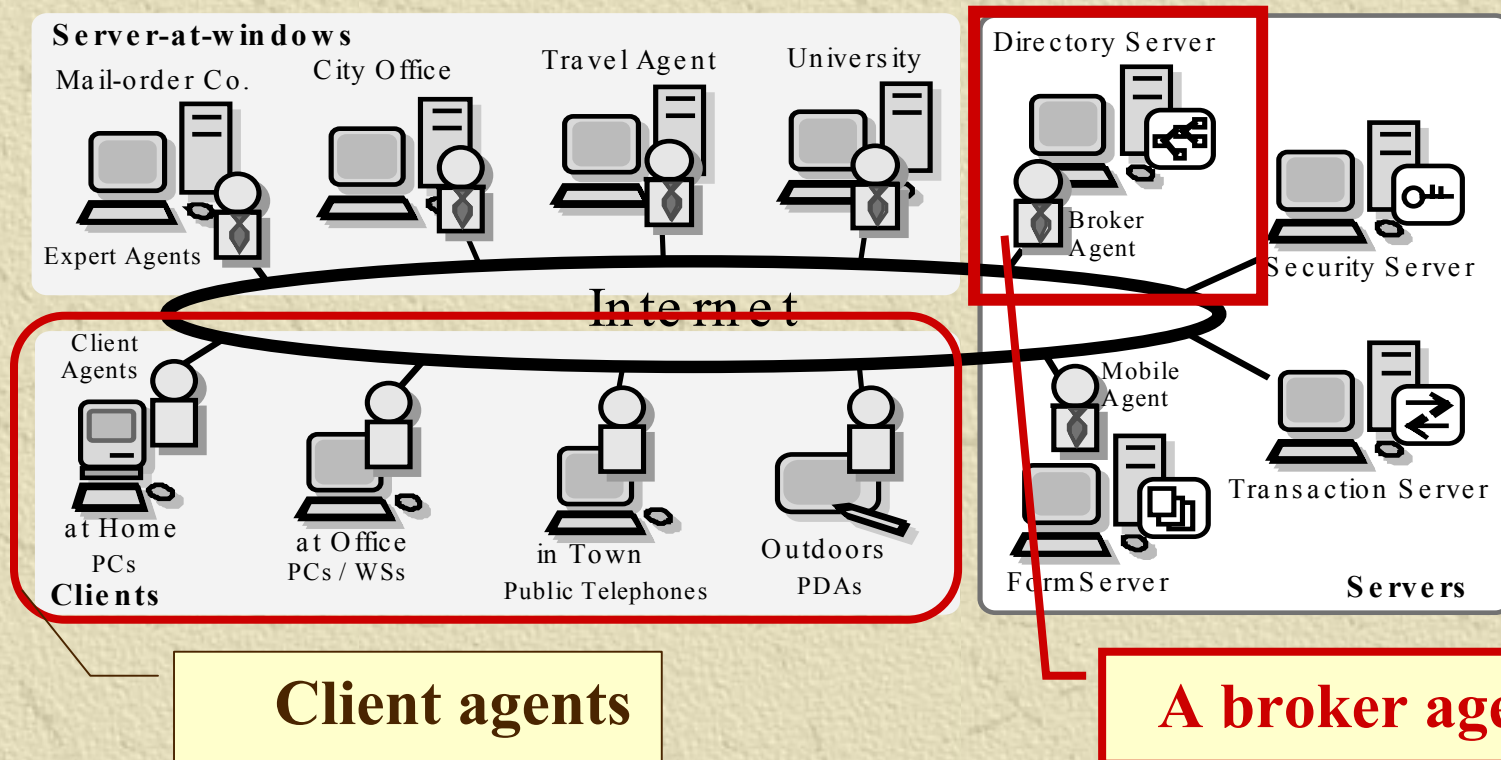 Server-at-windows
Mail-order Co.
City Office
Travel Agent
University
Expert Agents
Directory Server
Broker
Agent
Security Server
Internet
Client
Agents
at Home
PCs
at Office
PCs / WSs
in Town
Public Telephones
Outdoors
PDAs
Clients
Mobile
Agent
Transaction Server
Form Server
Servers
Client agents
A broker age